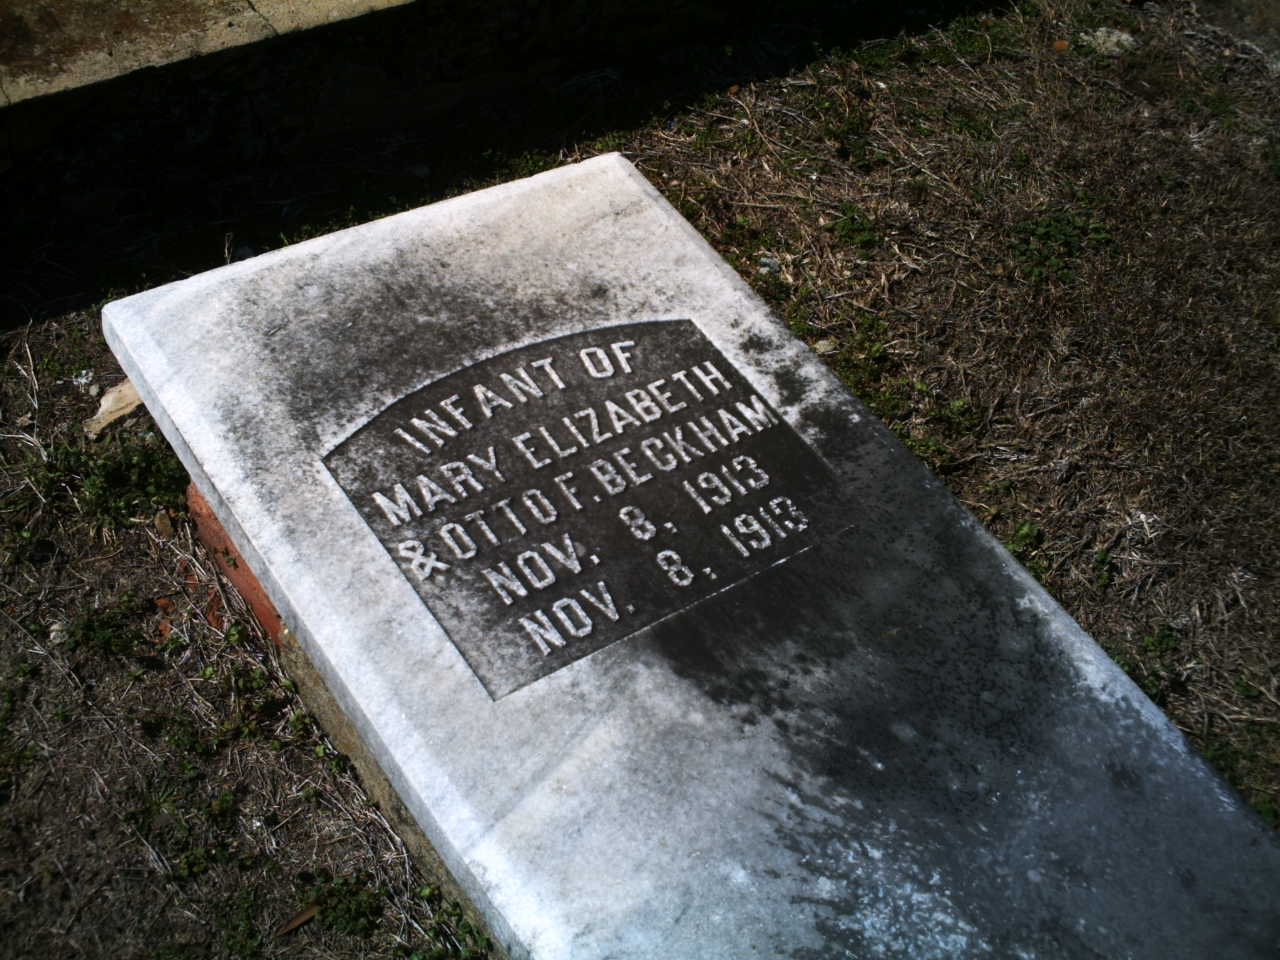 INFANT OF
MARY ELIZABETH
& OTTO F. BECKHAM
NOV. 8, 1913
NOV. 8, 1913